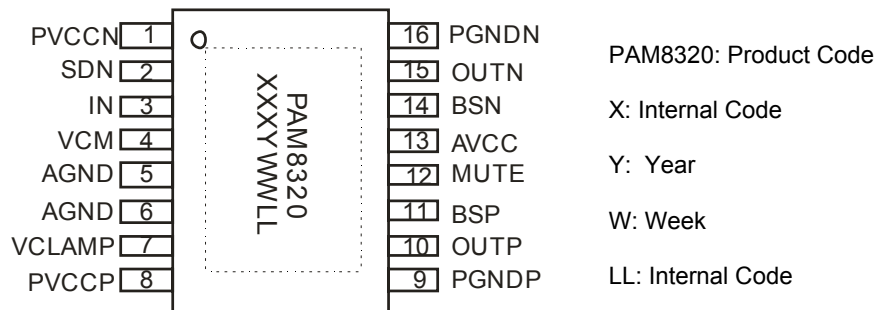 PVCCN 1
SDN 2
IN 3
VCM 4
AGND 5
AGND 6
VCLAMP 7
PVCCP 8
PAM8320
XXXYWWLL
16 PGNDN
15 OUTN
14 BSN
13 AVCC
12 MUTE
11 BSP
10 OUTP
9 PGNDP
PAM8320: Product Code
X: Internal Code
Y: Year
W: Week
LL: Internal Code